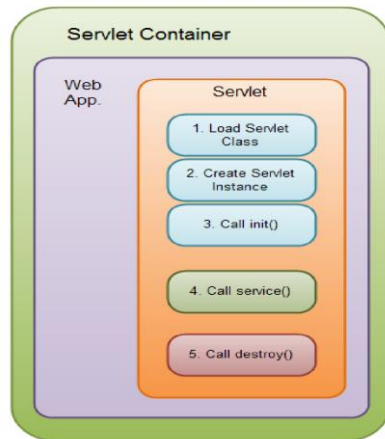 Servlet Container
Web
App.
Servlet
1. Load Servlet
Class
2. Create Servlet
Instance
3. Call init()
4. Call service()
5. Call destroy()